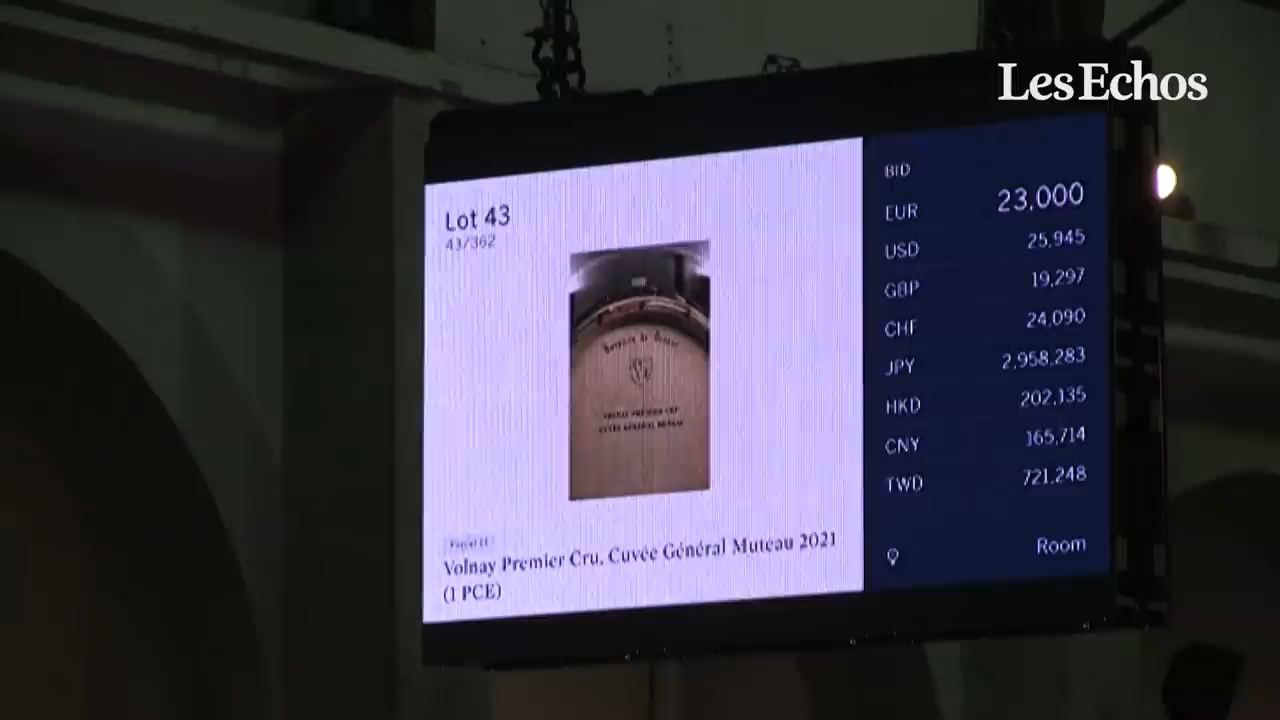 Les Echos
Lot 43
43/362
Volnay Premier Cru, Cuvée Général Muteau 2021
(1 PCE)
BID
EUR 23,000
USD 25,945
GBP 19,297
CHF 24,090
JPY 2,958,283
HKD 202,135
CNY 165,714
TWD 721,248
Room